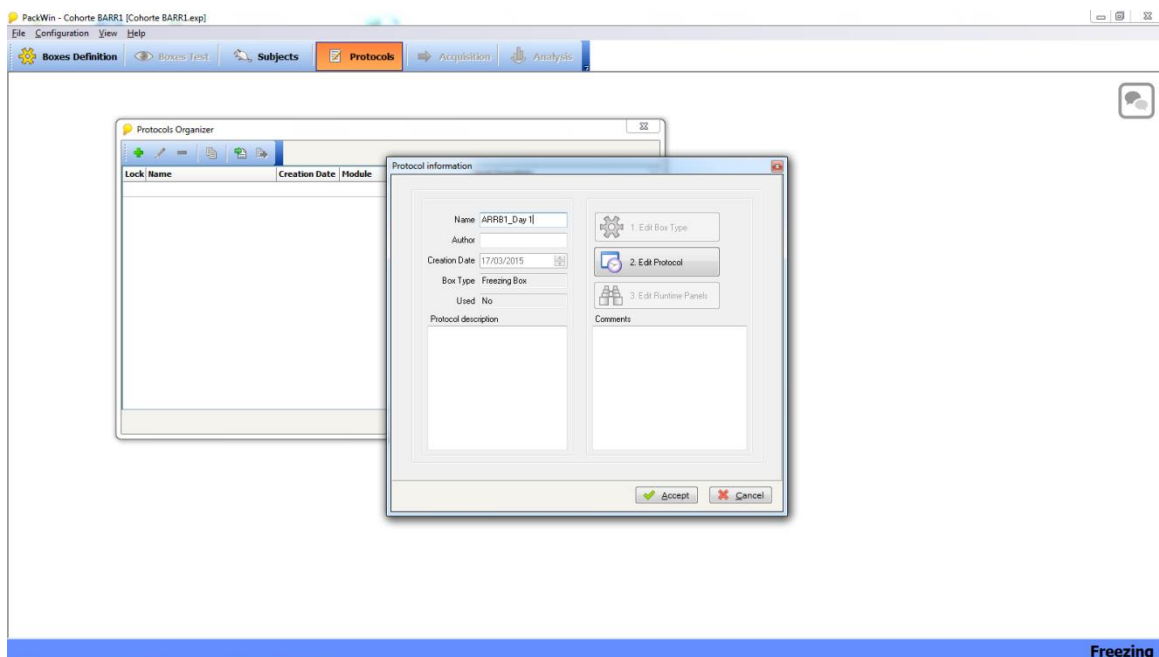 PackWin - Cohorte BARR1 [Cohorte BARR1.exp]
File Configuration View Help
Boxes Definition Boxes Test Subjects Protocols Acquisition Analysis
Protocols Organizer
Lock Name Creation Date Module
Protocol information
Name ARRB1_Day 1
Author
Creation Date 17/03/2015
Box Type Freezing Box
Used No
Protocol description
1. Edit Box Type
2. Edit Protocol
3. Edit Runtime Panels
Comments
Accept Cancel
Freezing